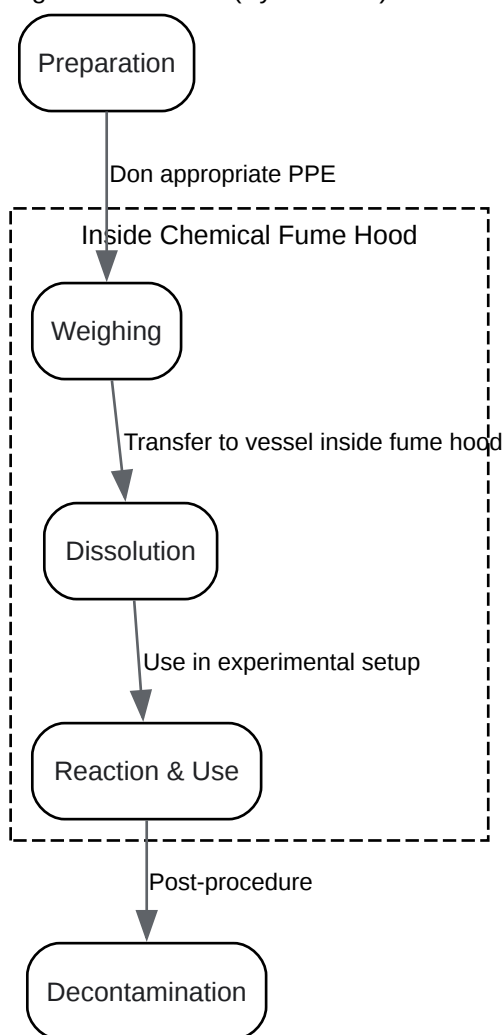 Preparation
Don appropriate PPE
Inside Chemical Fume Hood
Weighing
Transfer to vessel inside fume hood
Dissolution
Use in experimental setup
Reaction & Use
Post-procedure
Decontamination